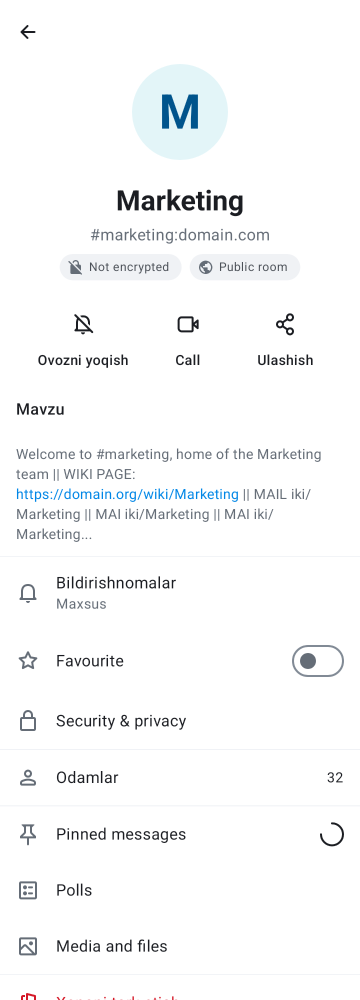 M
Marketing
#marketing:domain.com
Not encrypted
Public room
Ovozni yoqish
Call
Ulashish
Mavzu
Welcome to #marketing, home of the Marketing
team || WIKI PAGE:
https://domain.org/wiki/Marketing || MAIL iki/
Marketing || MAI iki/Marketing || MAI iki/
Marketing...
Bildirishnomalar
Maxsus
Favourite
Security & privacy
Odamlar 32
Pinned messages
Polls
Media and files